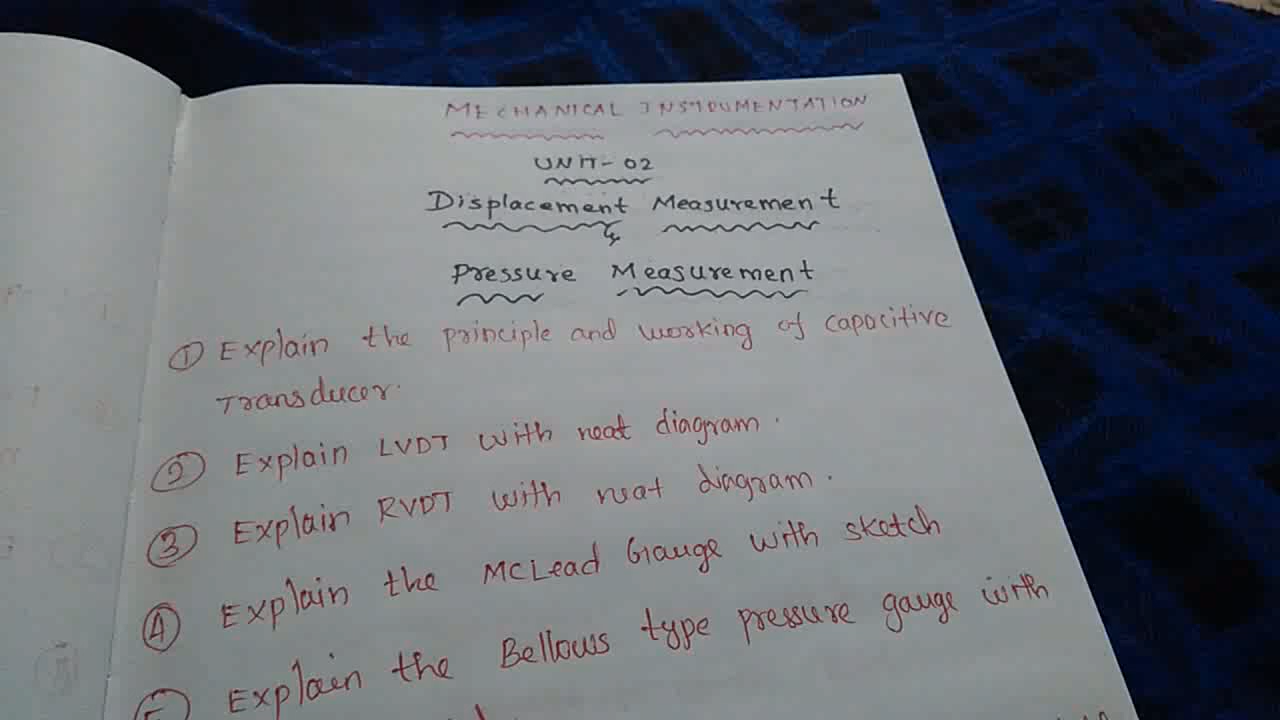 MECHANICAL INSTDUMENTATION
UNIT-02
Displacement Measurement
&
Pressure Measurement
① Explain the principle and working of capacitive
Transducer.
② Explain LVDT with neat diagram.
③ Explain RVDT with neat diagram.
④ Explain the MCLead Gauge with sketch
⑤ Explain the Bellows type pressure gauge with